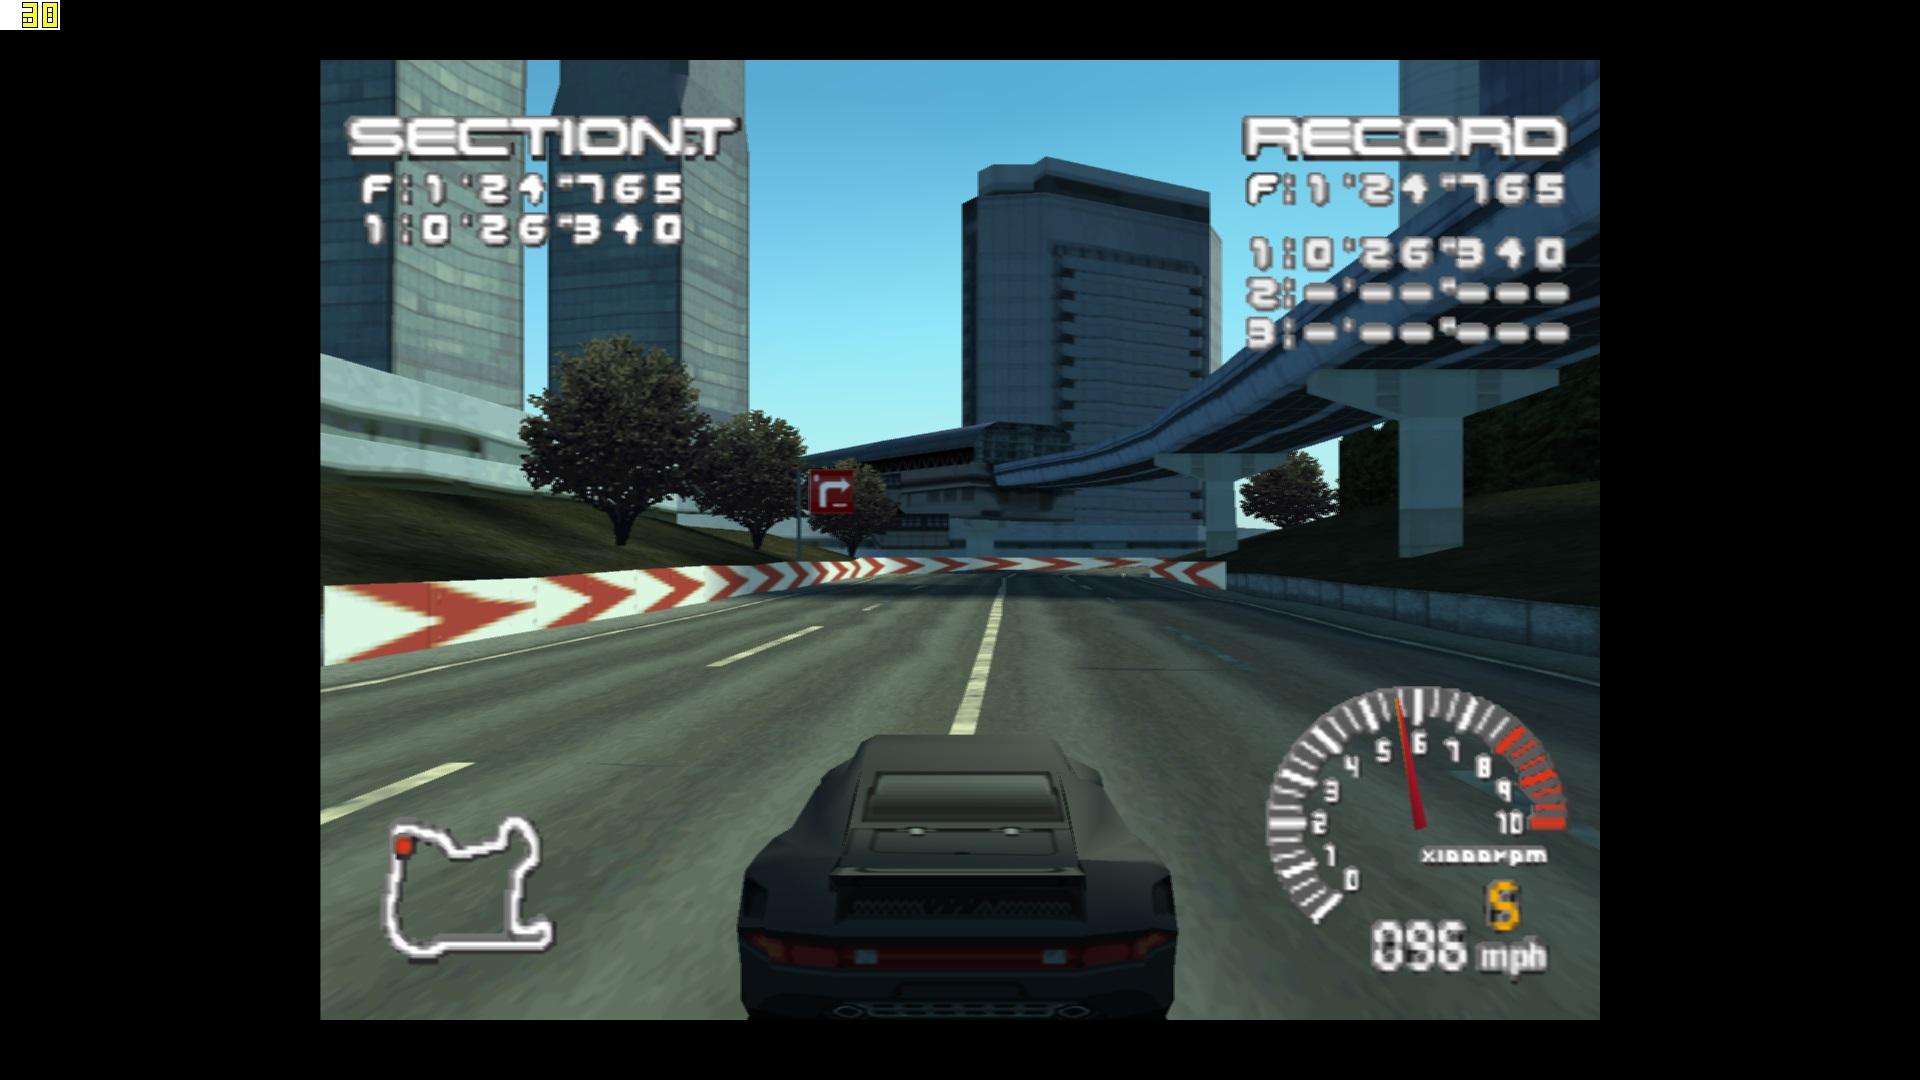 30
SECTION.T
F:1'24"765
1:0'26"340
RECORD
F:1'24"765
1:0'26"340
2:-'--"---
3:-'--"---
0 1 2 3 4 5 6 7 8 9 10
x1000rpm
5
096 mph